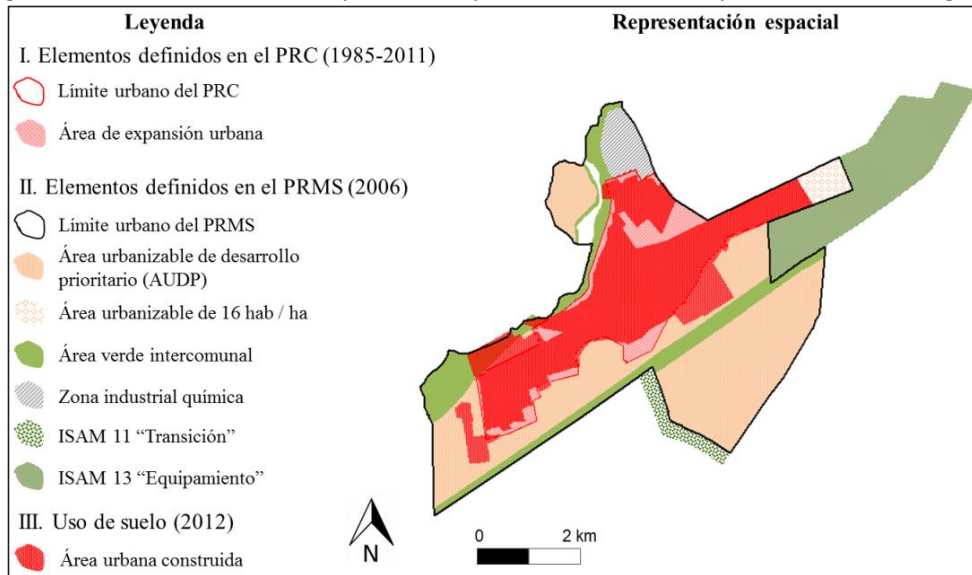 Leyenda
I. Elementos definidos en el PRC (1985-2011)
Límite urbano del PRC
Área de expansión urbana
II. Elementos definidos en el PRMS (2006)
Límite urbano del PRMS
Área urbanizable de desarrollo
prioritario (AUDP)
Área urbanizable de 16 hab / ha
Área verde intercomunal
Zona industrial química
ISAM 11 “Transición”
ISAM 13 “Equipamiento”
III. Uso de suelo (2012)
Área urbana construida
Representación espacial
N
0 2 km